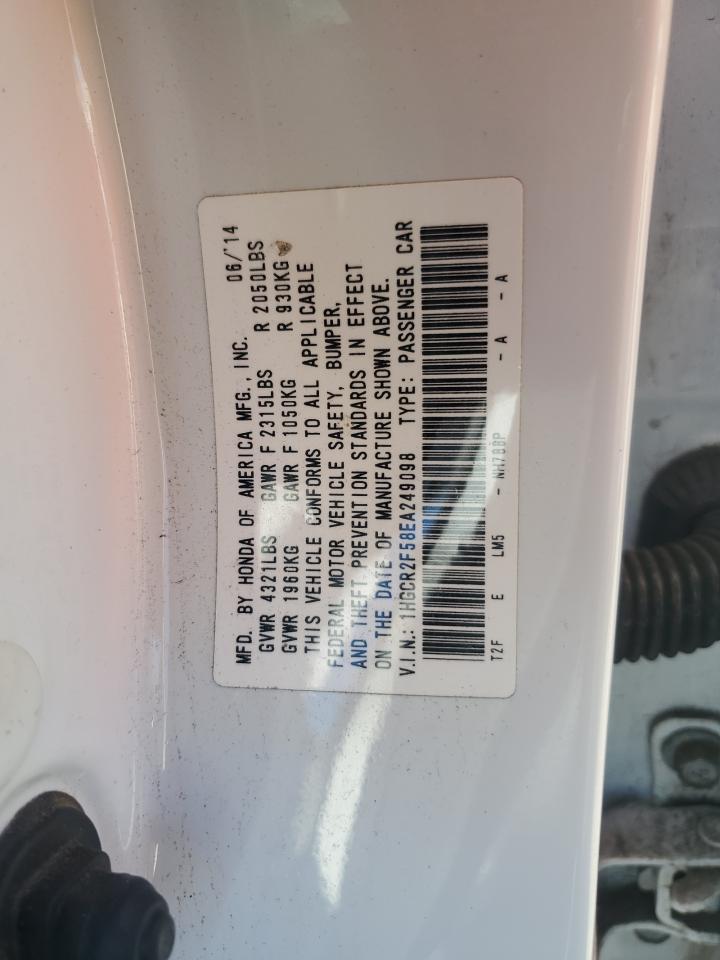 MFD. BY HONDA OF AMERICA MFG., INC. 06/'14
GVWR 4321LBS GAWR F 2315LBS R 2050LBS
GVWR 1960KG GAWR F 1050KG R 930KG
THIS VEHICLE CONFORMS TO ALL APPLICABLE
FEDERAL MOTOR VEHICLE SAFETY, BUMPER,
AND THEFT PREVENTION STANDARDS IN EFFECT
ON THE DATE OF MANUFACTURE SHOWN ABOVE.
V.I.N.: 1HGCR2F58EA249098 TYPE: PASSENGER CAR
T2F E LM5 - NH788P - A - A